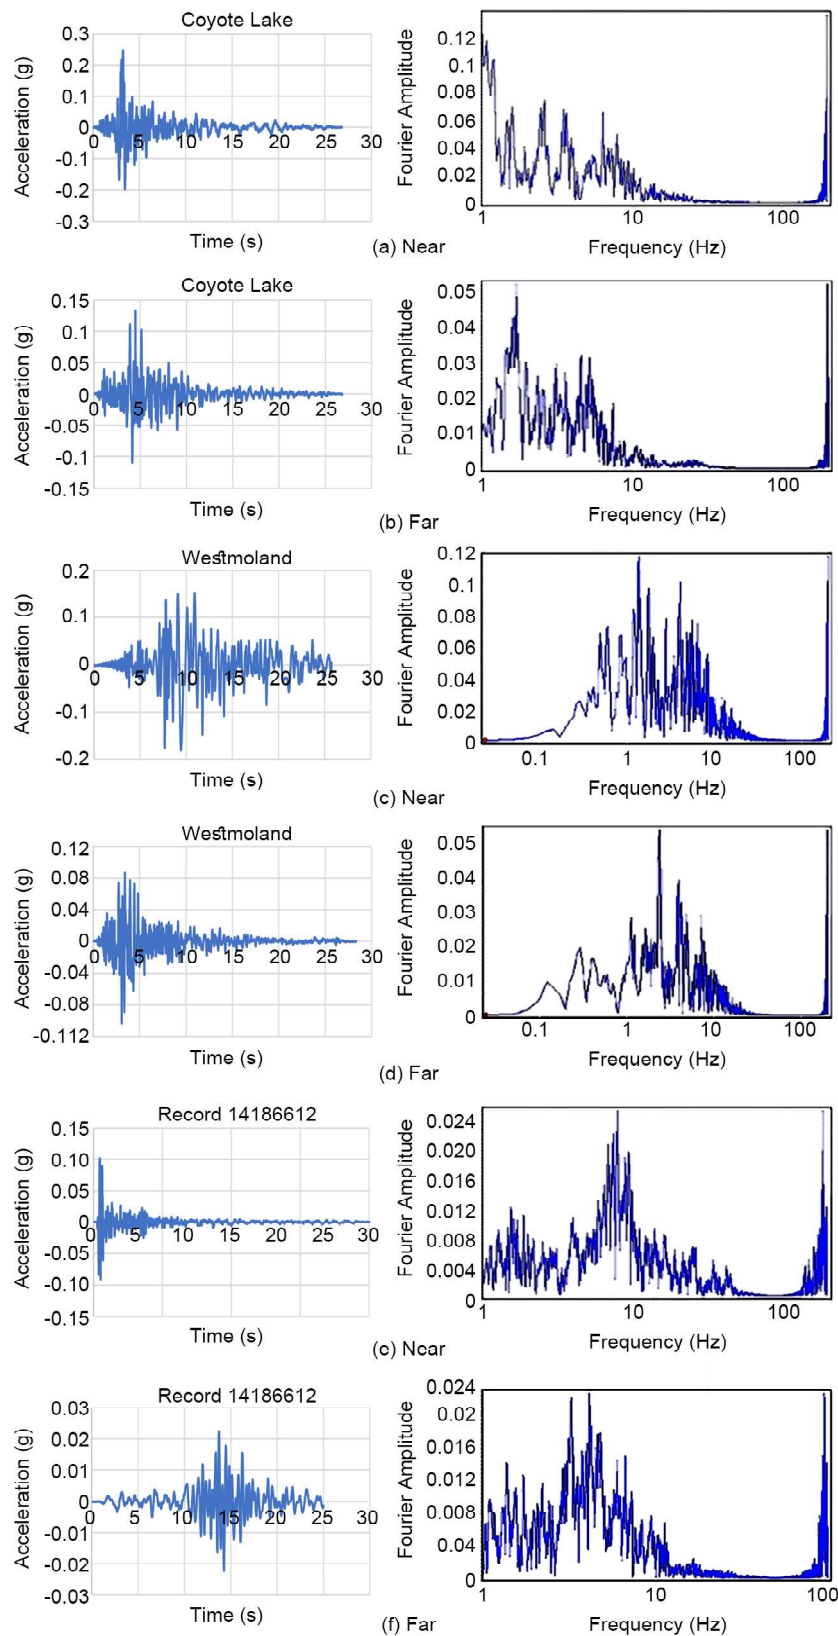 Coyote Lake
Acceleration (g)
0.3
0.2
0.1
0
-0.1
-0.2
-0.3
0 5 10 15 20 25 30
Time (s)
Fourier Amplitude
0.12
0.1
0.08
0.06
0.04
0.02
0
1 10 100
Frequency (Hz)
(a) Near
Coyote Lake
Acceleration (g)
0.15
0.1
0.05
0
-0.05
-0.1
-0.15
0 5 10 15 20 25 30
Time (s)
Fourier Amplitude
0.05
0.04
0.03
0.02
0.01
0
1 10 100
Frequency (Hz)
(b) Far
Westmoland
Acceleration (g)
0.2
0.1
0
-0.1
-0.2
0 5 10 15 20 25 30
Time (s)
Fourier Amplitude
0.12
0.1
0.08
0.06
0.04
0.02
0
0.1 1 10 100
Frequency (Hz)
(c) Near
Westmoland
Acceleration (g)
0.12
0.08
0.04
0
-0.04
-0.08
-0.112
0 5 10 15 20 25 30
Time (s)
Fourier Amplitude
0.05
0.04
0.03
0.02
0.01
0
0.1 1 10 100
Frequency (Hz)
(d) Far
Record 14186612
Acceleration (g)
0.15
0.10
0.05
0
-0.05
-0.10
-0.15
0 5 10 15 20 25 30
Time (s)
Fourier Amplitude
0.024
0.020
0.016
0.012
0.008
0.004
0
1 10 100
Frequency (Hz)
(e) Near
Record 14186612
Acceleration (g)
0.03
0.02
0.01
0
-0.01
-0.02
-0.03
0 5 10 15 20 25 30
Time (s)
Fourier Amplitude
0.024
0.02
0.016
0.012
0.008
0.04
0
1 10 100
Frequency (Hz)
(f) Far